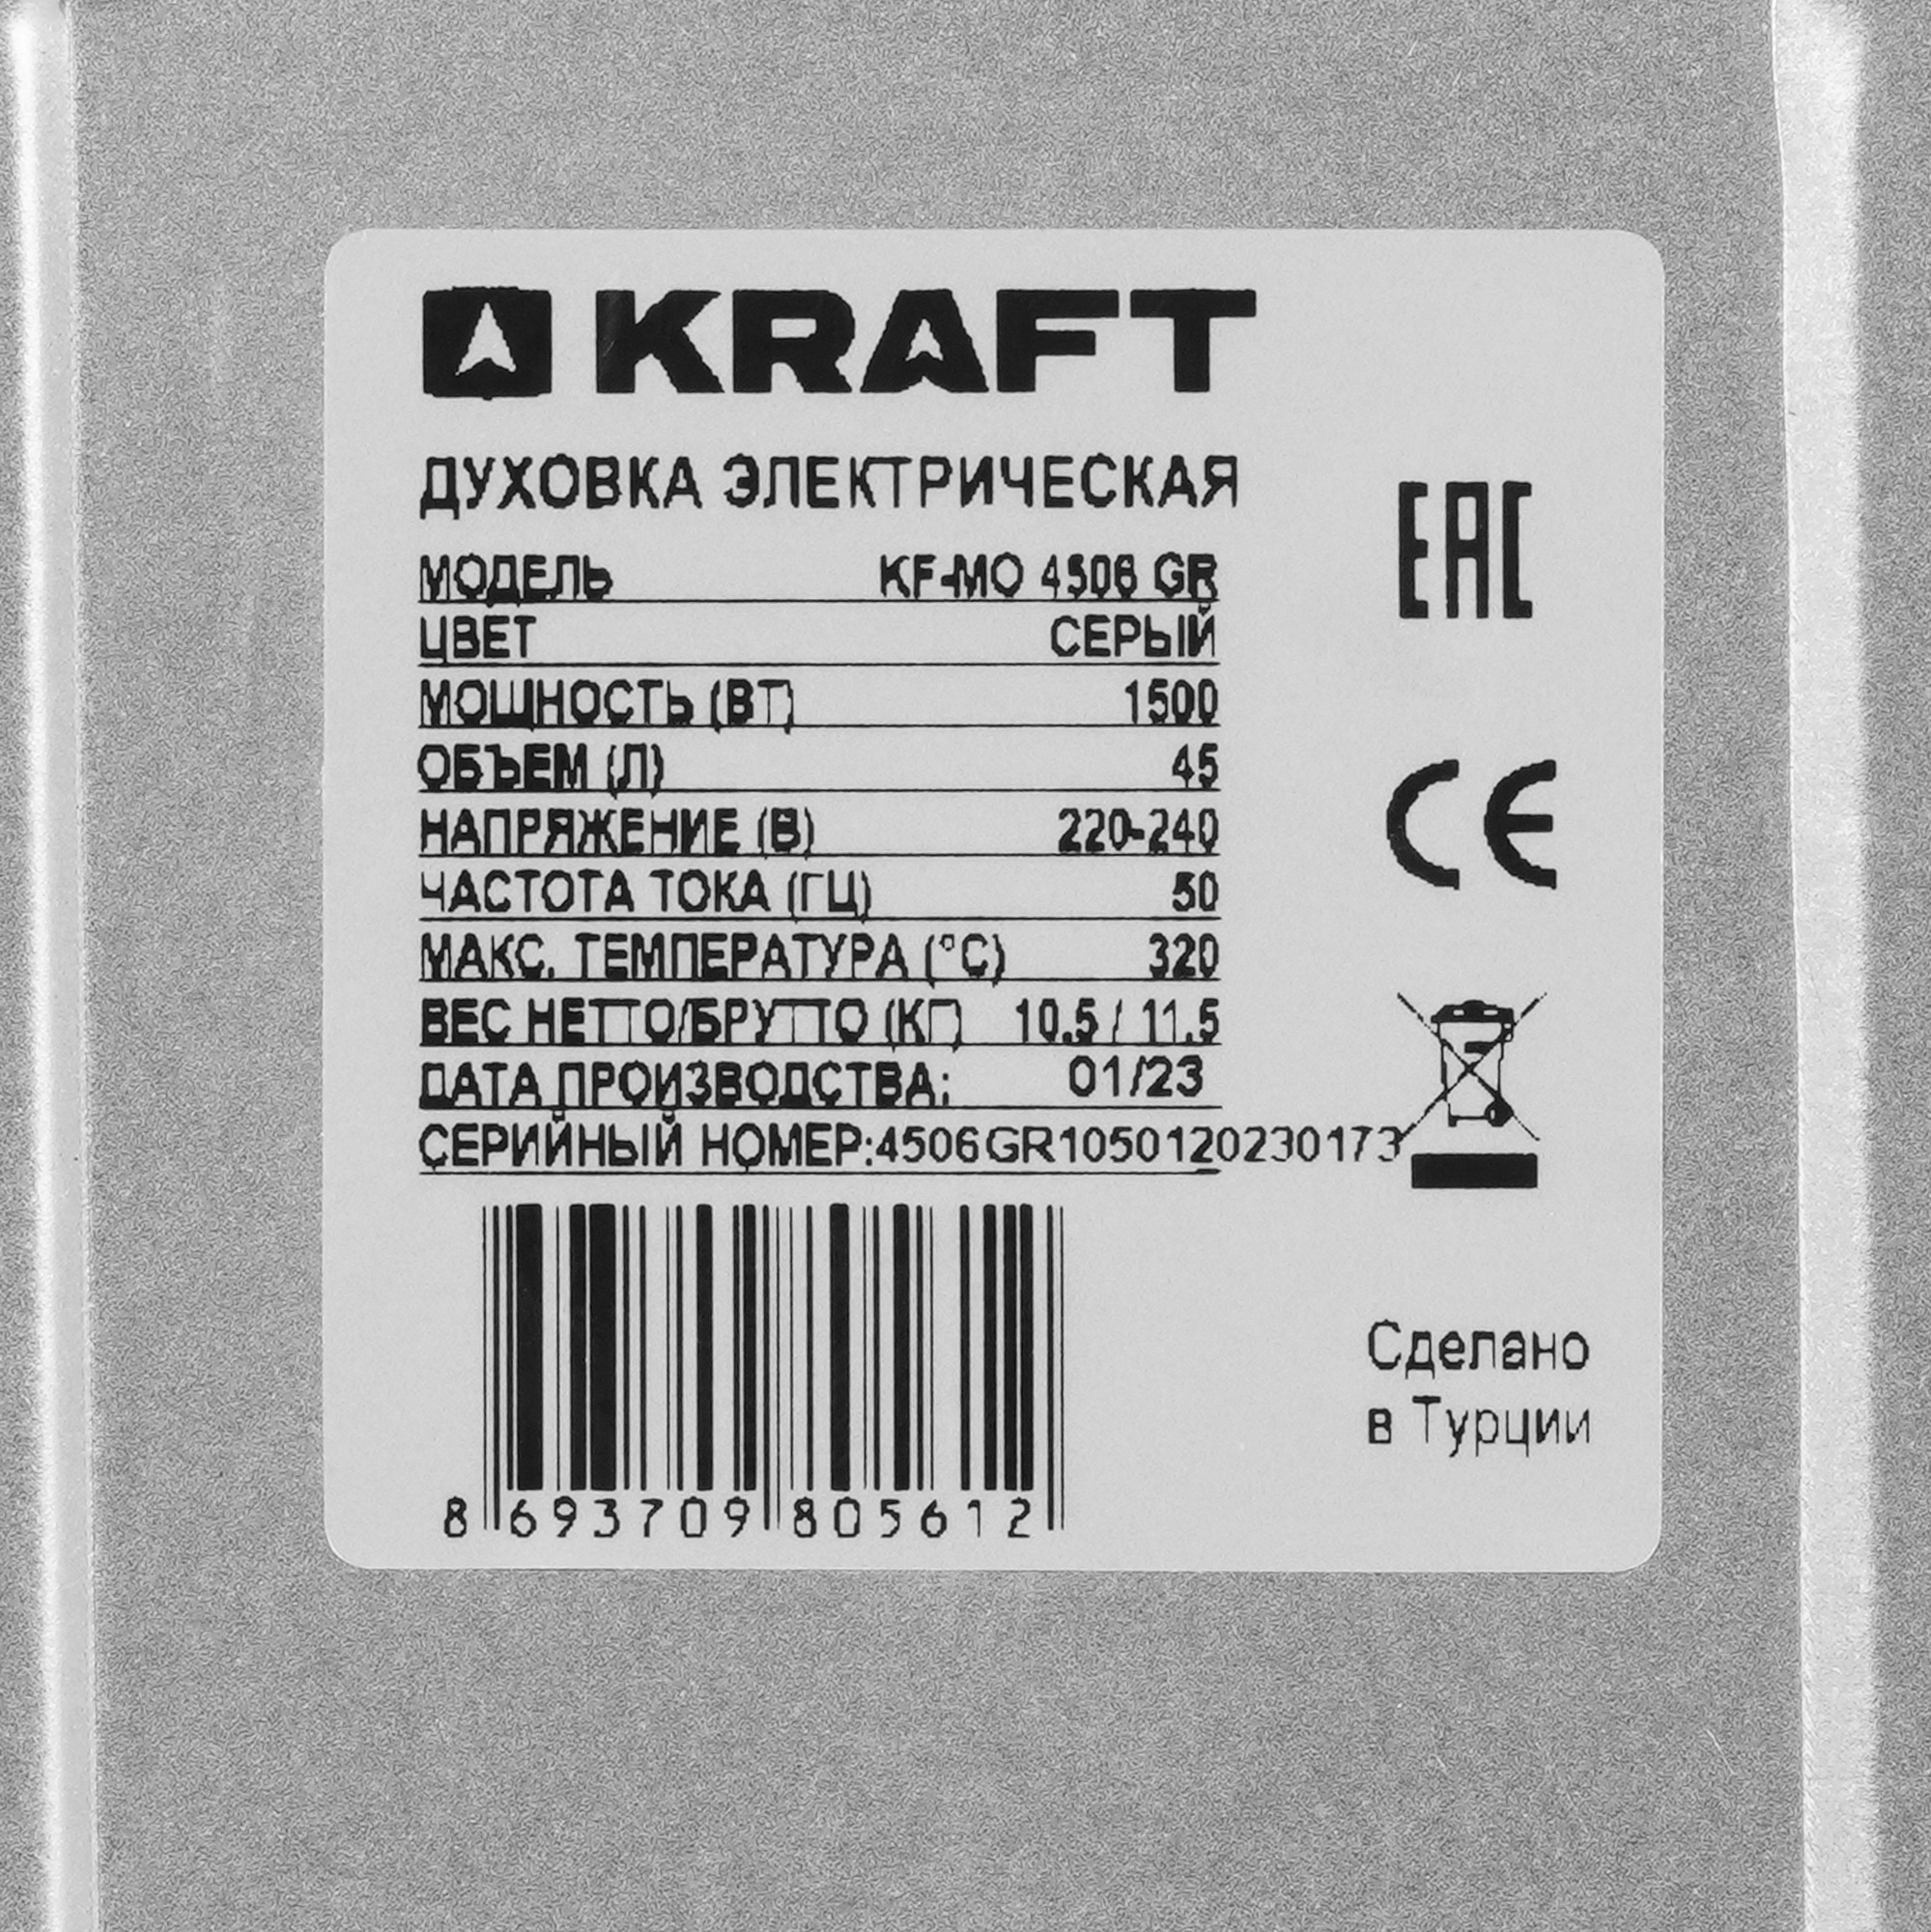 KRAFT
ДУХОВКА ЭЛЕКТРИЧЕСКАЯ
МОДЕЛЬ KF-MO 4506 GR
ЦВЕТ СЕРЫЙ
МОЩНОСТЬ (ВТ) 1500
ОБЪЕМ (Л) 45
НАПРЯЖЕНИЕ (В) 220-240
ЧАСТОТА ТОКА (ГЦ) 50
МАКС. ТЕМПЕРАТУРА (°С) 320
ВЕС НЕТТО/БРУТТО (КГ) 10.5 / 11.5
ДАТА ПРОИЗВОДСТВА: 01/23
СЕРИЙНЫЙ НОМЕР:4506GR1050120230173
8 693709 805612
EAC
CE
Сделано
в Турции